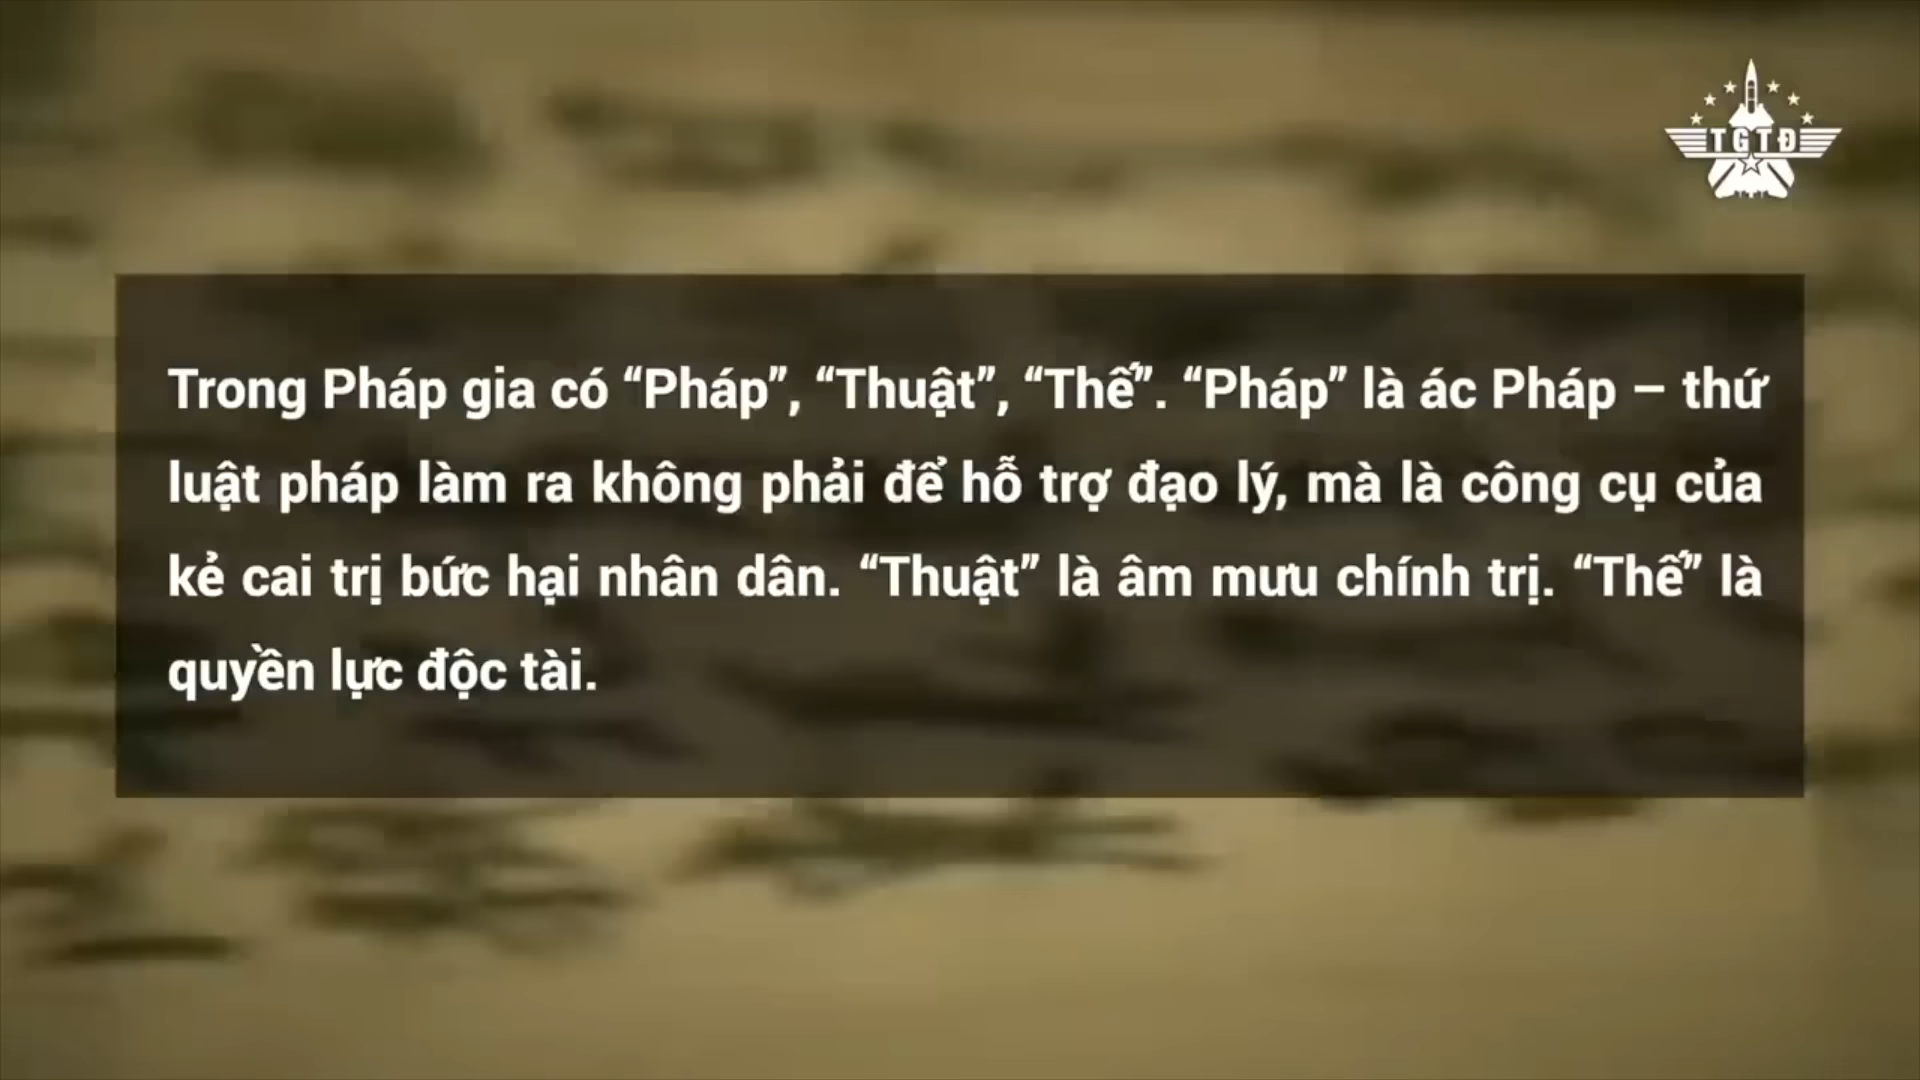 TGTĐ
Trong Pháp gia có “Pháp”, “Thuật”, “Thế”. “Pháp” là ác Pháp – thứ
luật pháp làm ra không phải để hỗ trợ đạo lý, mà là công cụ của
kẻ cai trị bức hại nhân dân. “Thuật” là âm mưu chính trị. “Thế” là
quyền lực độc tài.